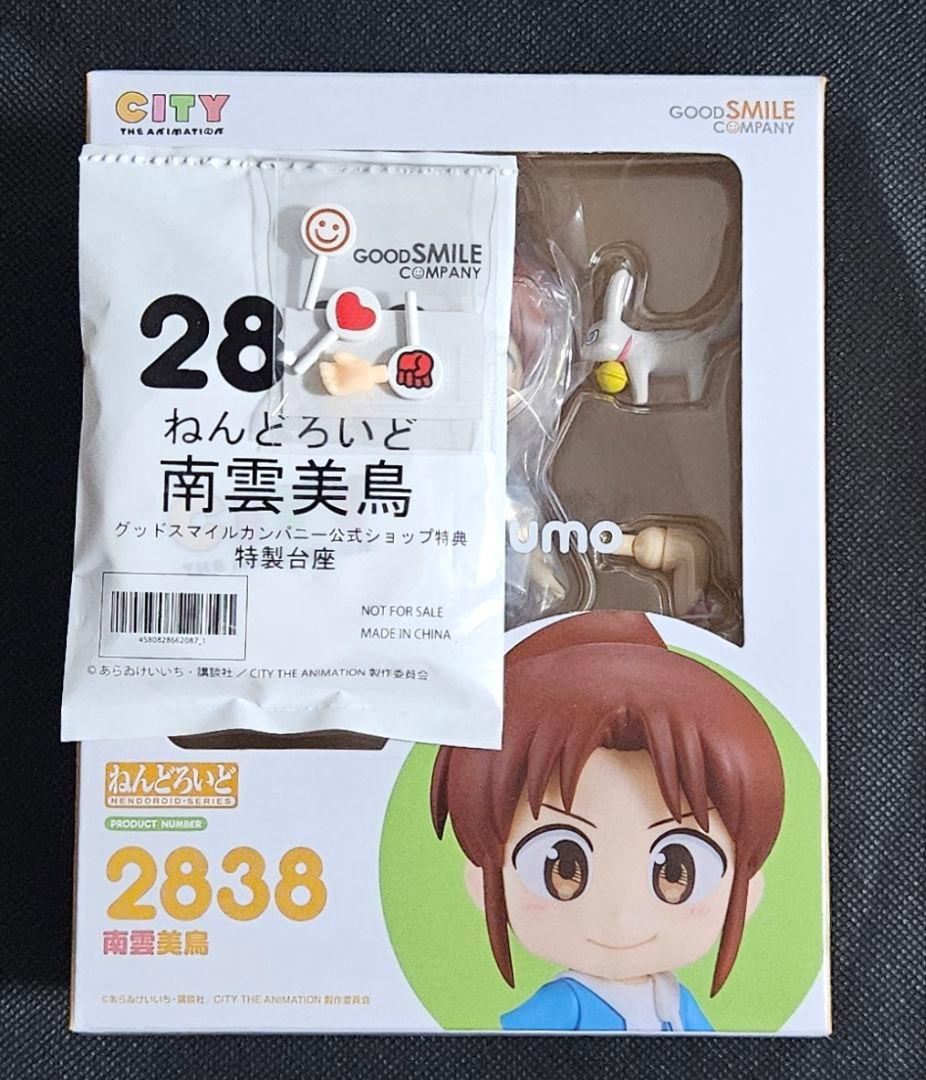 CITY
THE ANIMATION
GOOD SMILE
COMPANY
GOOD SMILE
COMPANY
28
ねんどろいど
南雲美鳥
グッドスマイルカンパニー公式ショップ特典
特製台座
4580828662087_1
NOT FOR SALE
MADE IN CHINA
©あらゐけいいち・講談社/CITY THE ANIMATION 製作委員会
umo
ねんどろいど
NENDOROID・SERIES
PRODUCT NUMBER
2838
南雲美鳥
©あらゐけいいち・講談社/CITY THE ANIMATION 製作委員会